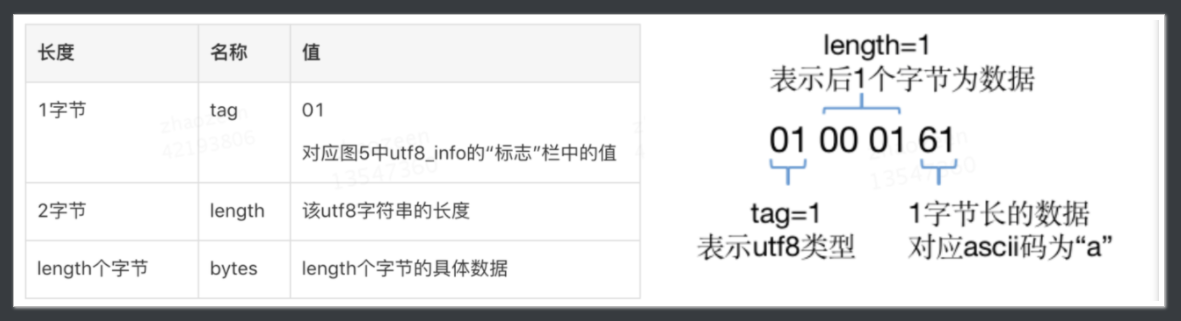 长度 名称 值
1字节 tag 01
对应图5中utf8_info的“标志”栏中的值
2字节 length 该utf8字符串的长度
length个字节 bytes length个字节的具体数据
length=1
表示后1个字节为数据
01 00 01 61
tag=1
表示utf8类型
1字节长的数据
对应ascii码为“a”